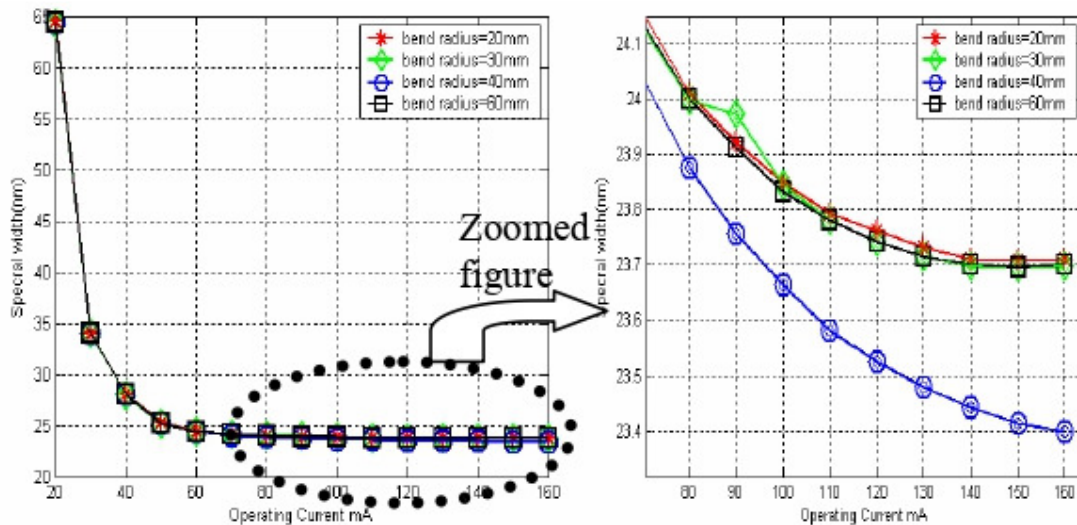 65
60
55
50
45
40
35
30
25
20
Specral width(nm)
20 40 60 80 100 120 140 160
Operating Current mA
bend radius=20mm
bend radius=30mm
bend radius=40mm
bend radius=60mm
Zoomed
figure
24.1
24
23.9
23.8
23.7
23.6
23.5
23.4
pecral width(nm)
80 90 100 110 120 130 140 150 160
Operating Current mA
bend radius=20mm
bend radius=30mm
bend radius=40mm
bend radius=60mm